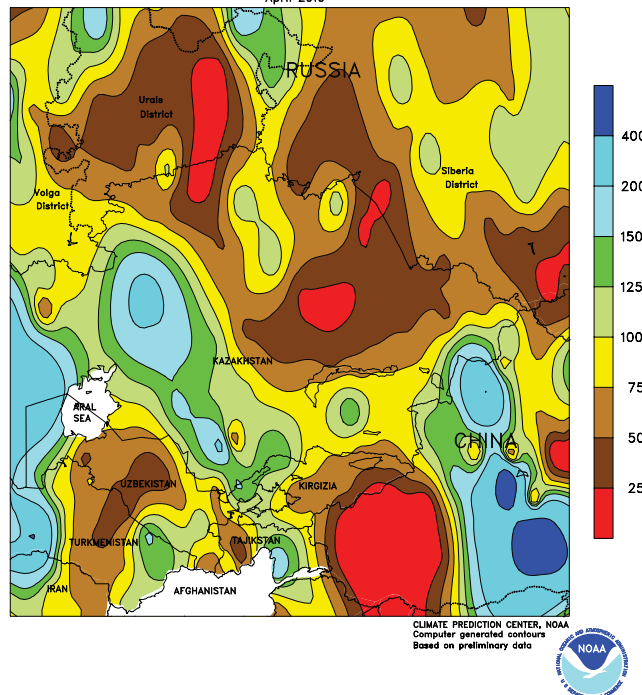 RUSSIA
Urals
District
Volga
District
Siberia
District
KAZAKHSTAN
ARAL
SEA
CHINA
UZBEKISTAN
KIRGIZIA
TURKMENISTAN
TAJIKSTAN
IRAN
AFGHANISTAN
400
200
150
125
100
75
50
25
CLIMATE PREDICTION CENTER, NOAA
Computer generated contours
Based on preliminary data
NOAA